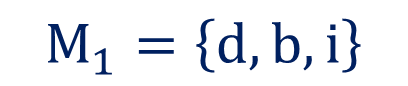 M₁ = {d, b, i}